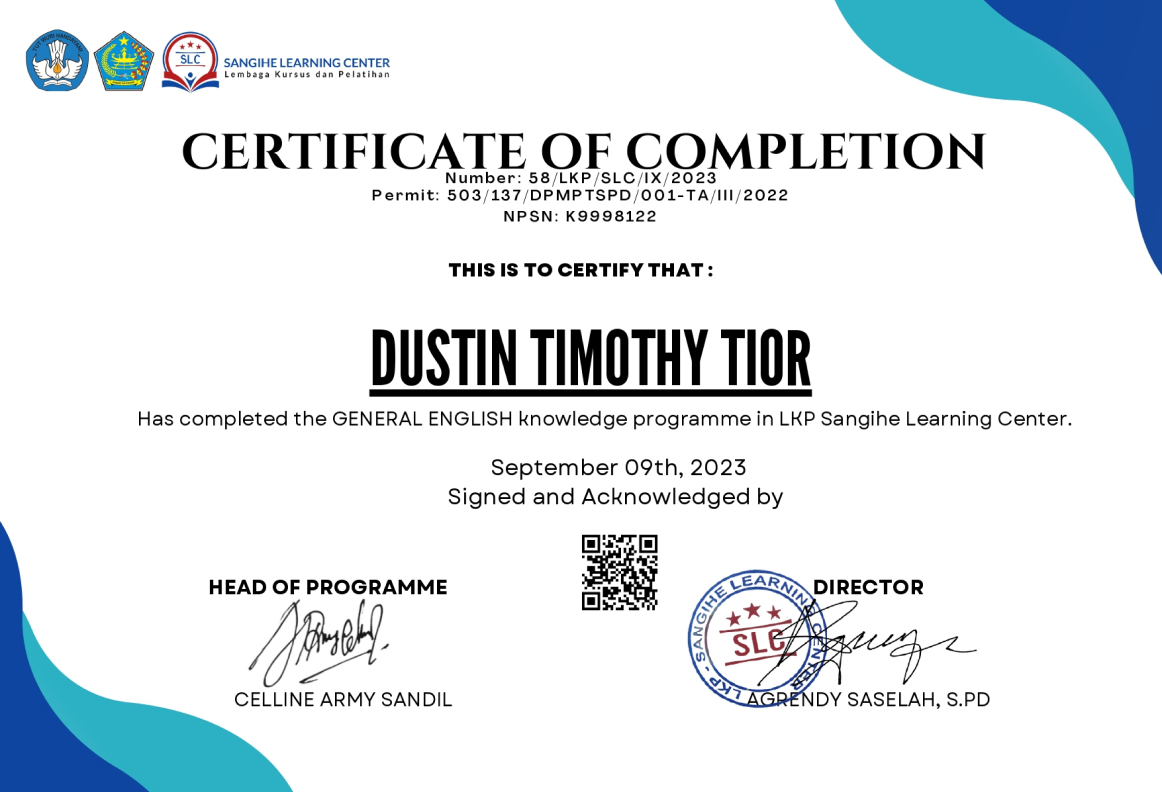 TUT WURI HANDAYANI
SLC
SANGIHE LEARNING CENTER
Lembaga Kursus dan Pelatihan
CERTIFICATE OF COMPLETION
Number: 58/LKP/SLC/IX/2023
Permit: 503/137/DPMPTSPD/001-TA/III/2022
NPSN: K9998122
THIS IS TO CERTIFY THAT :
DUSTIN TIMOTHY TIOR
Has completed the GENERAL ENGLISH knowledge programme in LKP Sangihe Learning Center.
September 09th, 2023
Signed and Acknowledged by
HEAD OF PROGRAMME
CELLINE ARMY SANDIL
DIRECTOR
LKP - SANGIHE LEARNING CENTER
SLC
AGRENDY SASELAH, S.PD